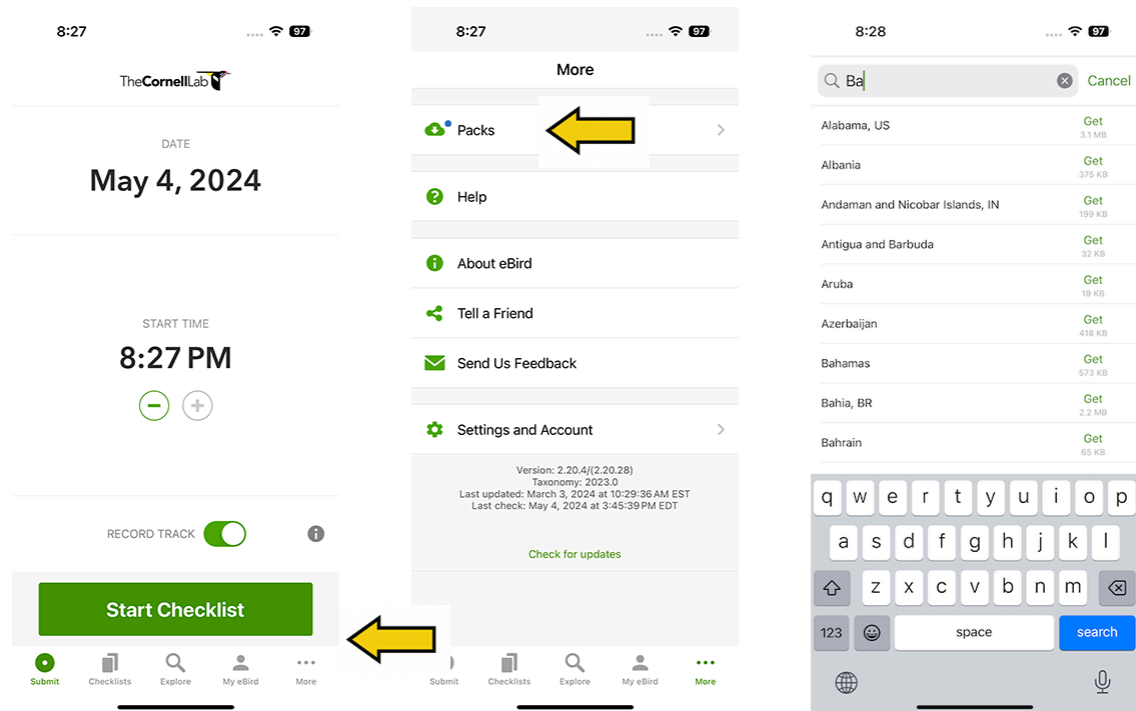 8:27
97
TheCornellLab
DATE
May 4, 2024
START TIME
8:27 PM
RECORD TRACK
Start Checklist
Submit
Checklists
Explore
My eBird
More
8:27
97
More
Packs
Help
About eBird
Tell a Friend
Send Us Feedback
Settings and Account
Version: 2.20.4/(2.20.28)
Taxonomy: 2023.0
Last updated: March 3, 2024 at 10:29:36 AM EST
Last check: May 4, 2024 at 3:45:39 PM EDT
Check for updates
Submit
Checklists
Explore
My eBird
More
8:28
97
Ba
Cancel
Alabama, US
Get
3.1 MB
Albania
Get
375 KB
Andaman and Nicobar Islands, IN
Get
199 KB
Antigua and Barbuda
Get
32 KB
Aruba
Get
19 KB
Azerbaijan
Get
418 KB
Bahamas
Get
573 KB
Bahia, BR
Get
2.2 MB
Bahrain
Get
65 KB
q w e r t y u i o p
a s d f g h j k l
z x c v b n m
123
space
search